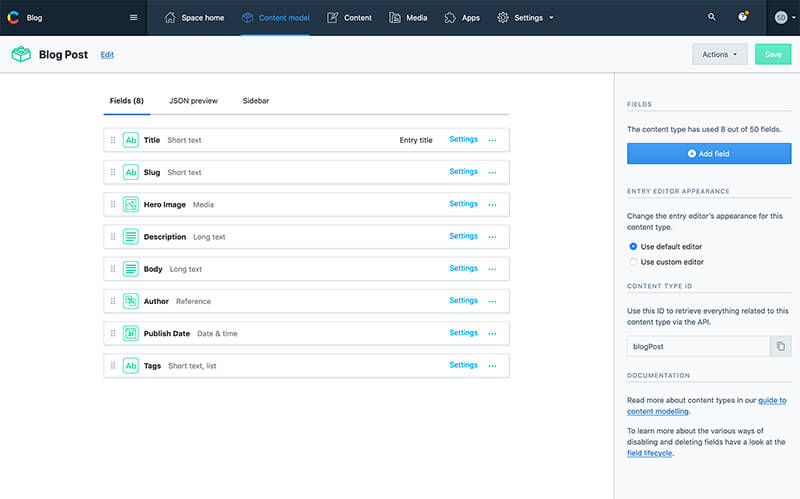 Blog
Space home
Content model
Content
Media
Apps
Settings
?
SD
Blog Post
Edit
Actions
Save
Fields (8)
JSON preview
Sidebar
Ab Title Short text Entry title Settings ...
Ab Slug Short text Settings ...
Hero Image Media Settings ...
Description Long text Settings ...
Body Long text Settings ...
Author Reference Settings ...
31 Publish Date Date & time Settings ...
Ab Tags Short text, list Settings ...
FIELDS
The content type has used 8 out of 50 fields.
Add field
ENTRY EDITOR APPEARANCE
Change the entry editor's appearance for this
content type.
Use default editor
Use custom editor
CONTENT TYPE ID
Use this ID to retrieve everything related to this
content type via the API.
blogPost
DOCUMENTATION
Read more about content types in our guide to
content modelling.
To learn more about the various ways of
disabling and deleting fields have a look at the
field lifecycle.